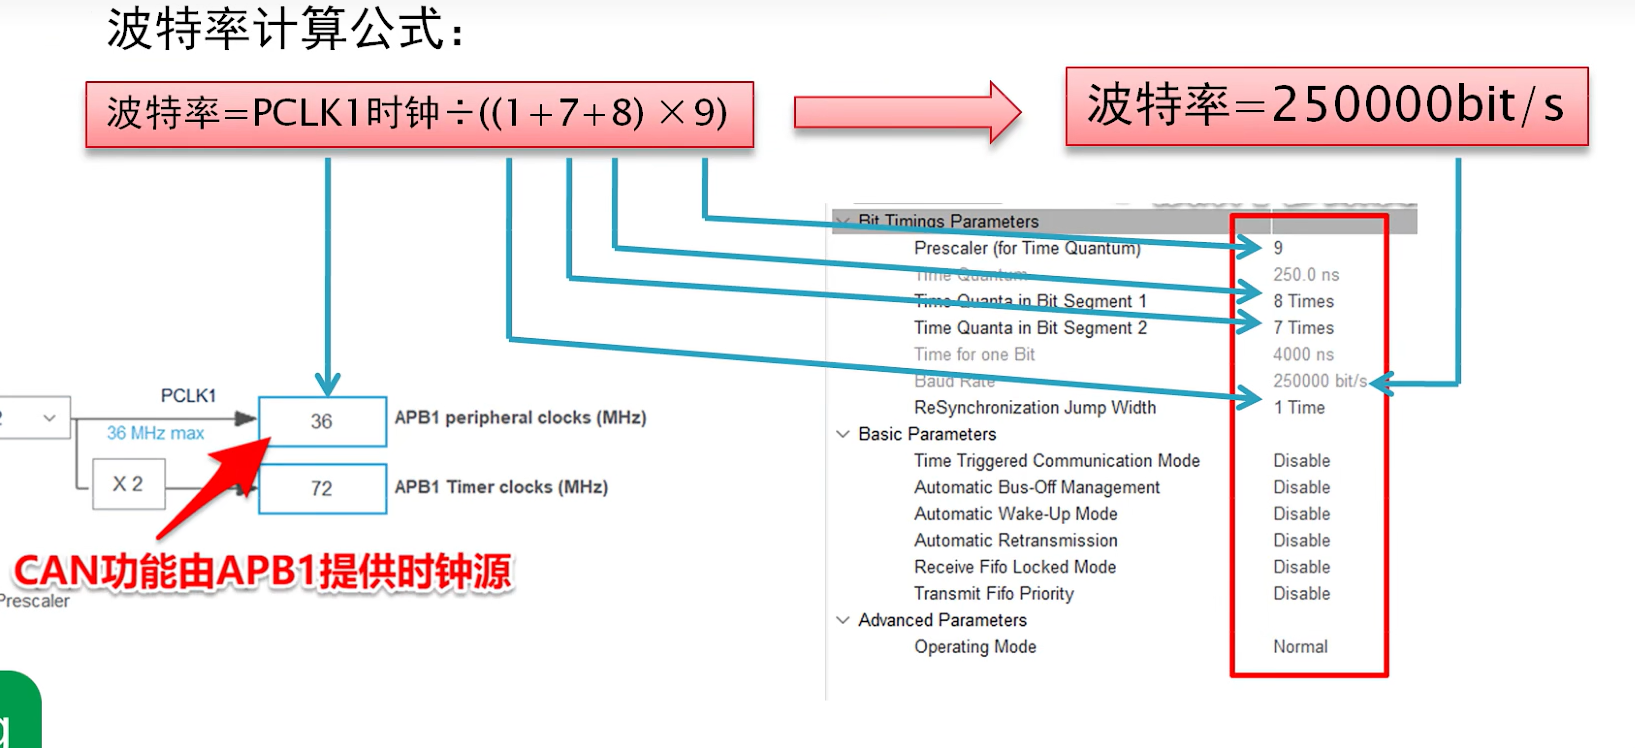 波特率计算公式:
波特率=PCLK1时钟÷((1+7+8)×9)
波特率=250000bit/s
Bit Timings Parameters
Prescaler (for Time Quantum) 9
Time Quantum 250.0 ns
Time Quanta in Bit Segment 1 8 Times
Time Quanta in Bit Segment 2 7 Times
Time for one Bit 4000 ns
Baud Rate 250000 bit/s
ReSynchronization Jump Width 1 Time
Basic Parameters
Time Triggered Communication Mode Disable
Automatic Bus-Off Management Disable
Automatic Wake-Up Mode Disable
Automatic Retransmission Disable
Receive Fifo Locked Mode Disable
Transmit Fifo Priority Disable
Advanced Parameters
Operating Mode Normal
PCLK1
36 MHz max
36
APB1 peripheral clocks (MHz)
X 2
72
APB1 Timer clocks (MHz)
CAN功能由APB1提供时钟源
Prescaler